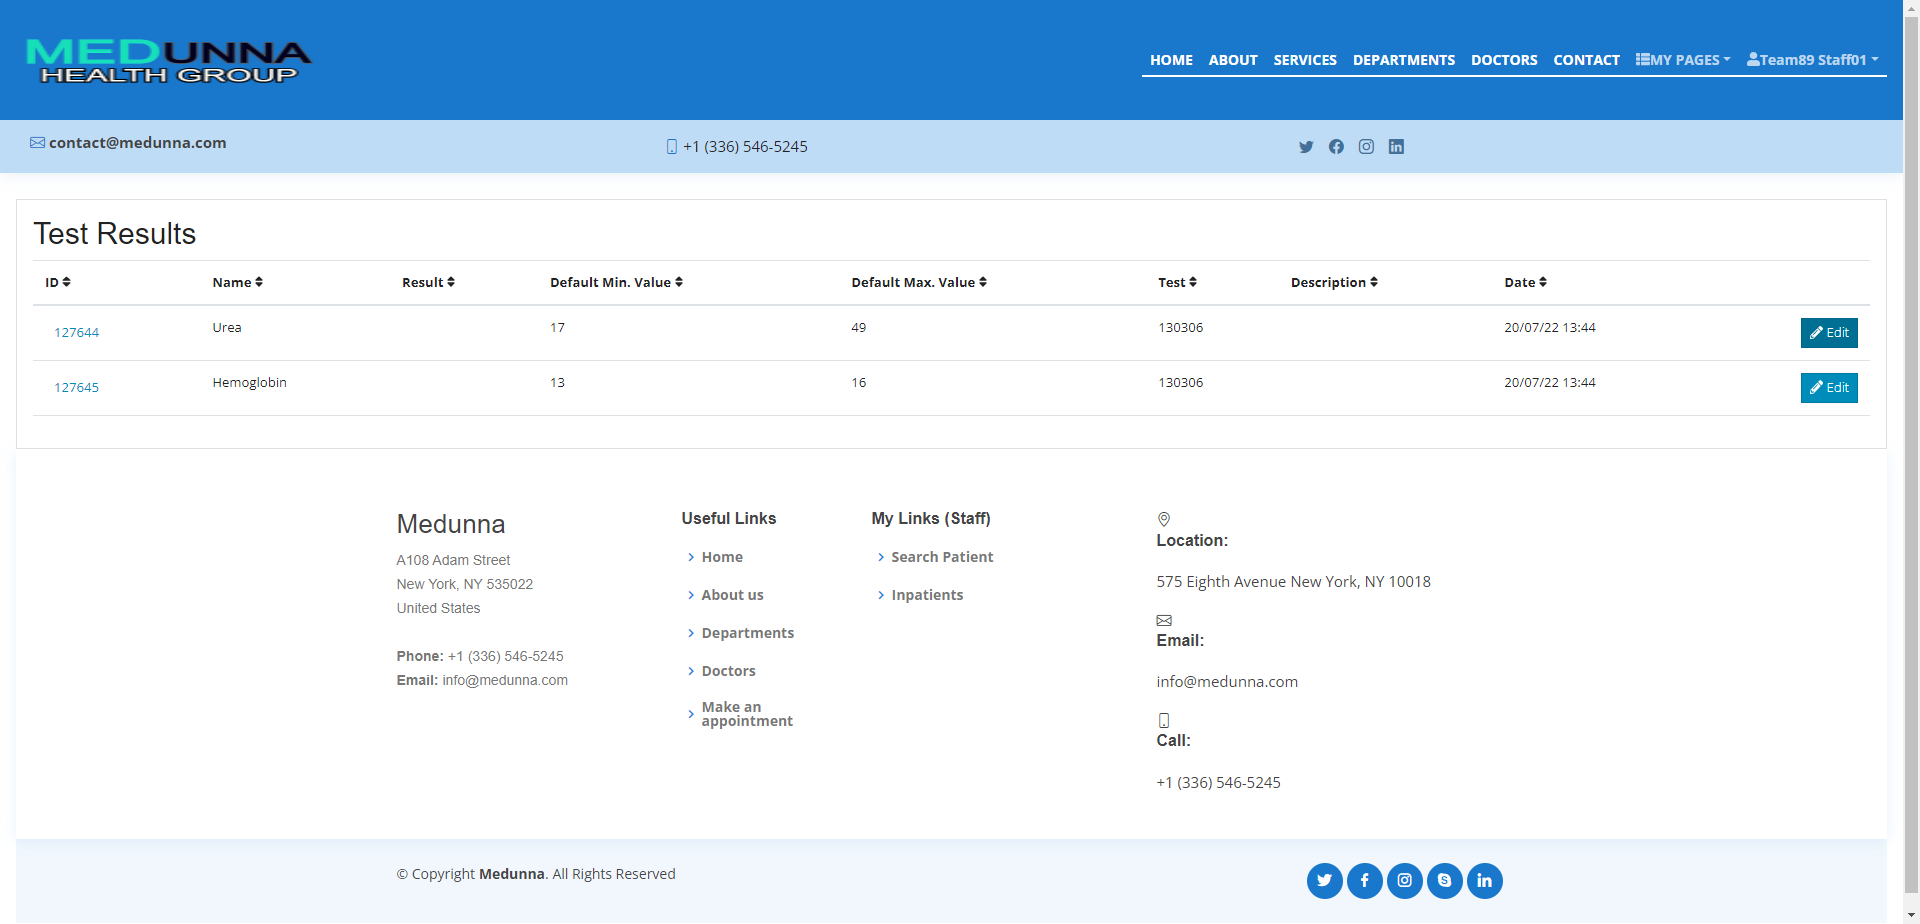 MEDUNNA
HEALTH GROUP
HOME ABOUT SERVICES DEPARTMENTS DOCTORS CONTACT MY PAGES Team89 Staff01
contact@medunna.com +1 (336) 546-5245
Test Results
ID Name Result Default Min. Value Default Max. Value Test Description Date
127644 Urea 17 49 130306 20/07/22 13:44 Edit
127645 Hemoglobin 13 16 130306 20/07/22 13:44 Edit
Medunna
A108 Adam Street
New York, NY 535022
United States
Phone: +1 (336) 546-5245
Email: info@medunna.com
Useful Links
Home
About us
Departments
Doctors
Make an
appointment
My Links (Staff)
Search Patient
Inpatients
Location:
575 Eighth Avenue New York, NY 10018
Email:
info@medunna.com
Call:
+1 (336) 546-5245
© Copyright Medunna. All Rights Reserved